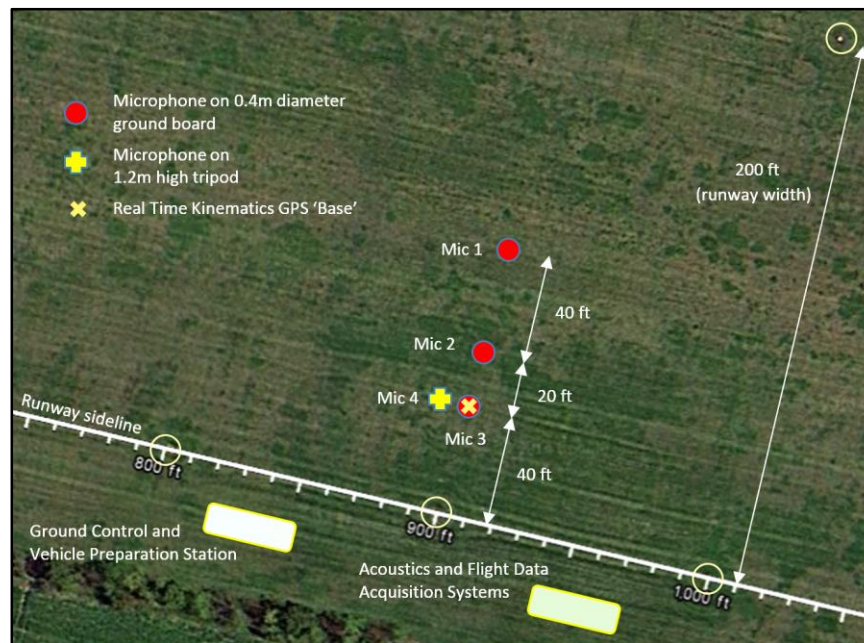 Microphone on 0.4m diameter
ground board
Microphone on
1.2m high tripod
Real Time Kinematics GPS ‘Base’
200 ft
(runway width)
Mic 1
40 ft
Mic 2
20 ft
Mic 4
Mic 3
40 ft
Runway sideline
800 ft
900 ft
1000 ft
Ground Control and
Vehicle Preparation Station
Acoustics and Flight Data
Acquisition Systems